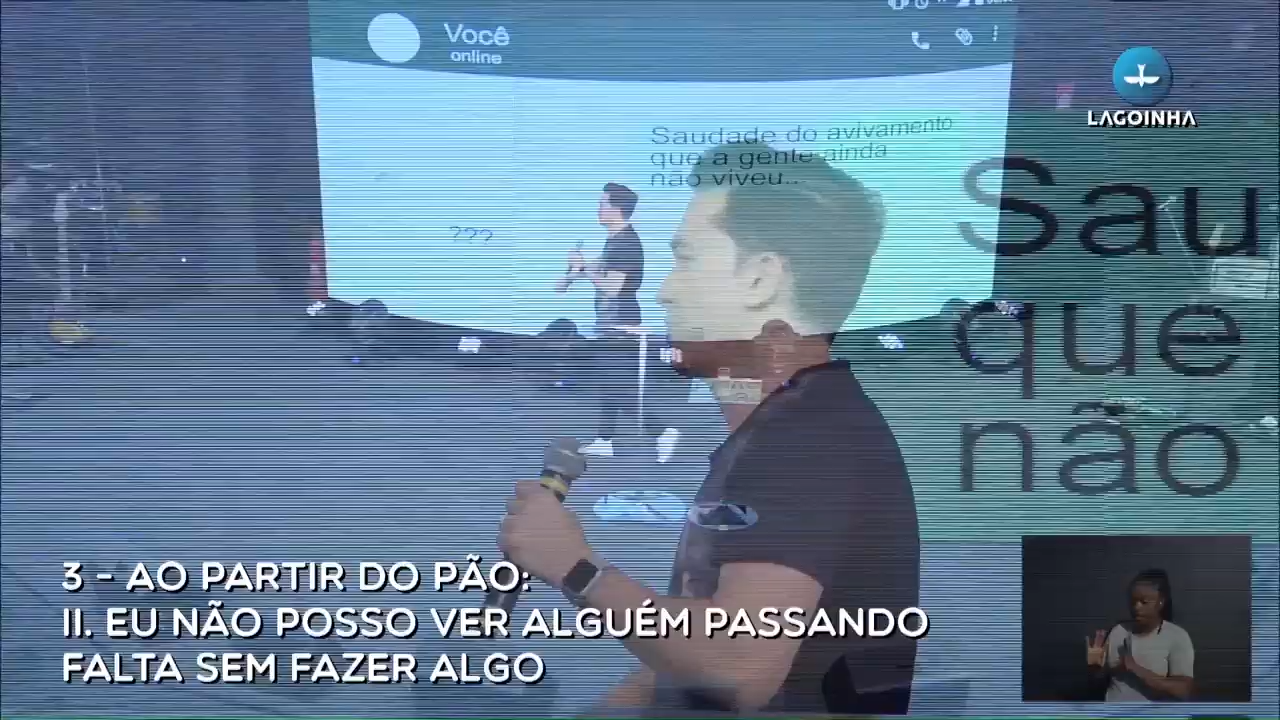 Você
online
LAGOINHA
Saudade do avivamento
que a gente ainda
não viveu...
???
Sau
que
não
3 - AO PARTIR DO PÃO:
II. EU NÃO POSSO VER ALGUÉM PASSANDO
FALTA SEM FAZER ALGO